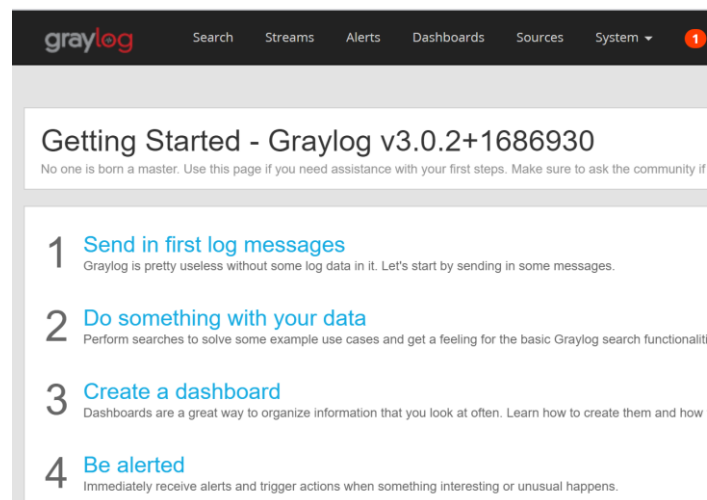 graylog Search Streams Alerts Dashboards Sources System 1
Getting Started - Graylog v3.0.2+1686930
No one is born a master. Use this page if you need assistance with your first steps. Make sure to ask the community if
1 Send in first log messages
Graylog is pretty useless without some log data in it. Let's start by sending in some messages.
2 Do something with your data
Perform searches to solve some example use cases and get a feeling for the basic Graylog search functionaliti
3 Create a dashboard
Dashboards are a great way to organize information that you look at often. Learn how to create them and how
4 Be alerted
Immediately receive alerts and trigger actions when something interesting or unusual happens.